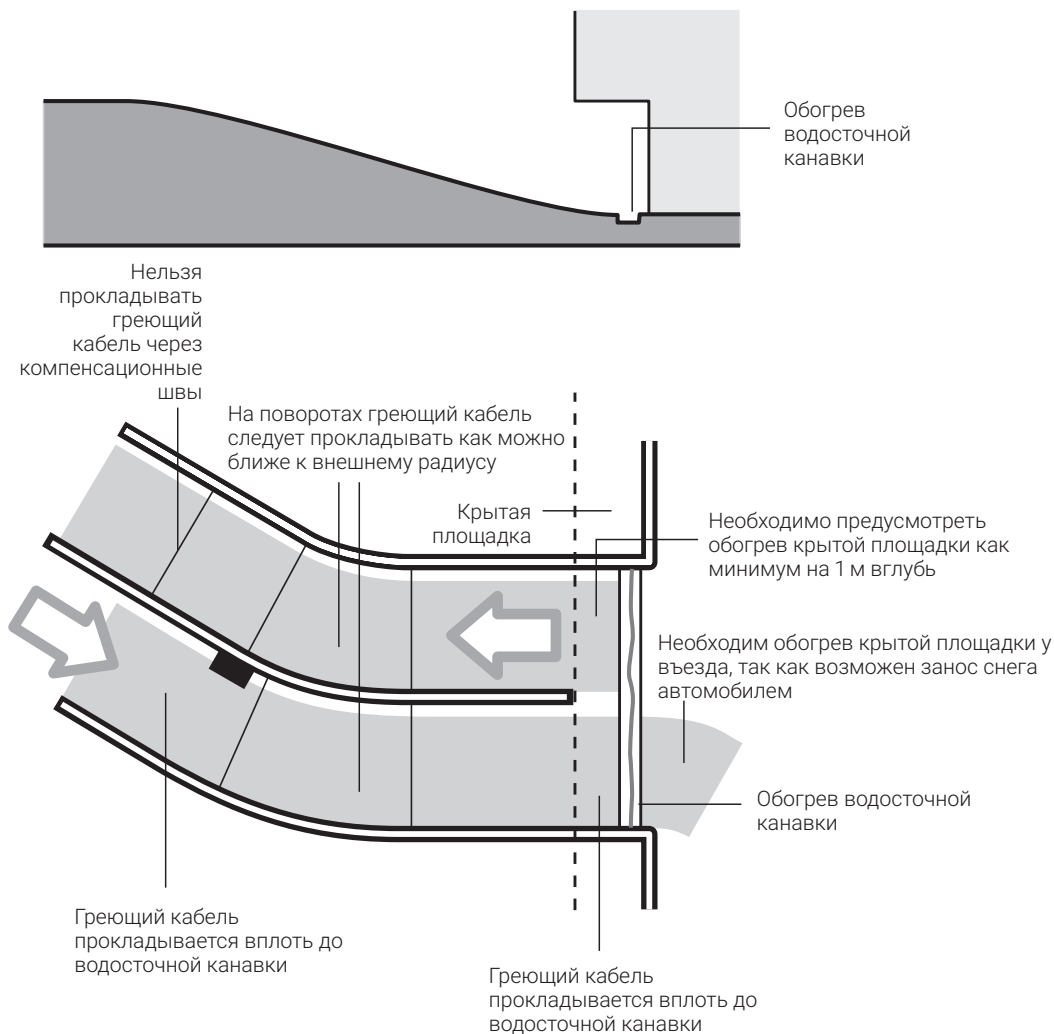 Обогрев
водосточной
канавки
Нельзя
прокладывать
греющий
кабель через
компенсационные
швы
На поворотах греющий кабель
следует прокладывать как можно
ближе к внешнему радиусу
Крытая
площадка
Необходимо предусмотреть
обогрев крытой площадки как
минимум на 1 м вглубь
Необходим обогрев крытой площадки у
въезда, так как возможен занос снега
автомобилем
Обогрев водосточной
канавки
Греющий кабель
прокладывается вплоть до
водосточной канавки
Греющий кабель
прокладывается вплоть до
водосточной канавки